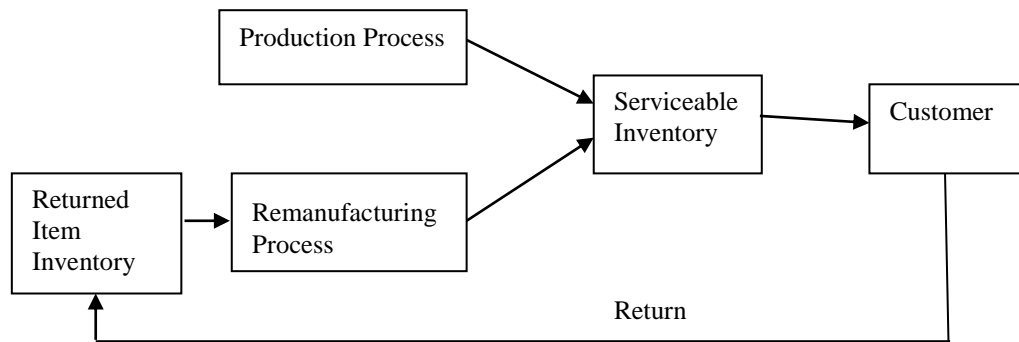 Production Process
Serviceable
Inventory
Customer
Returned
Item
Inventory
Remanufacturing
Process
Return